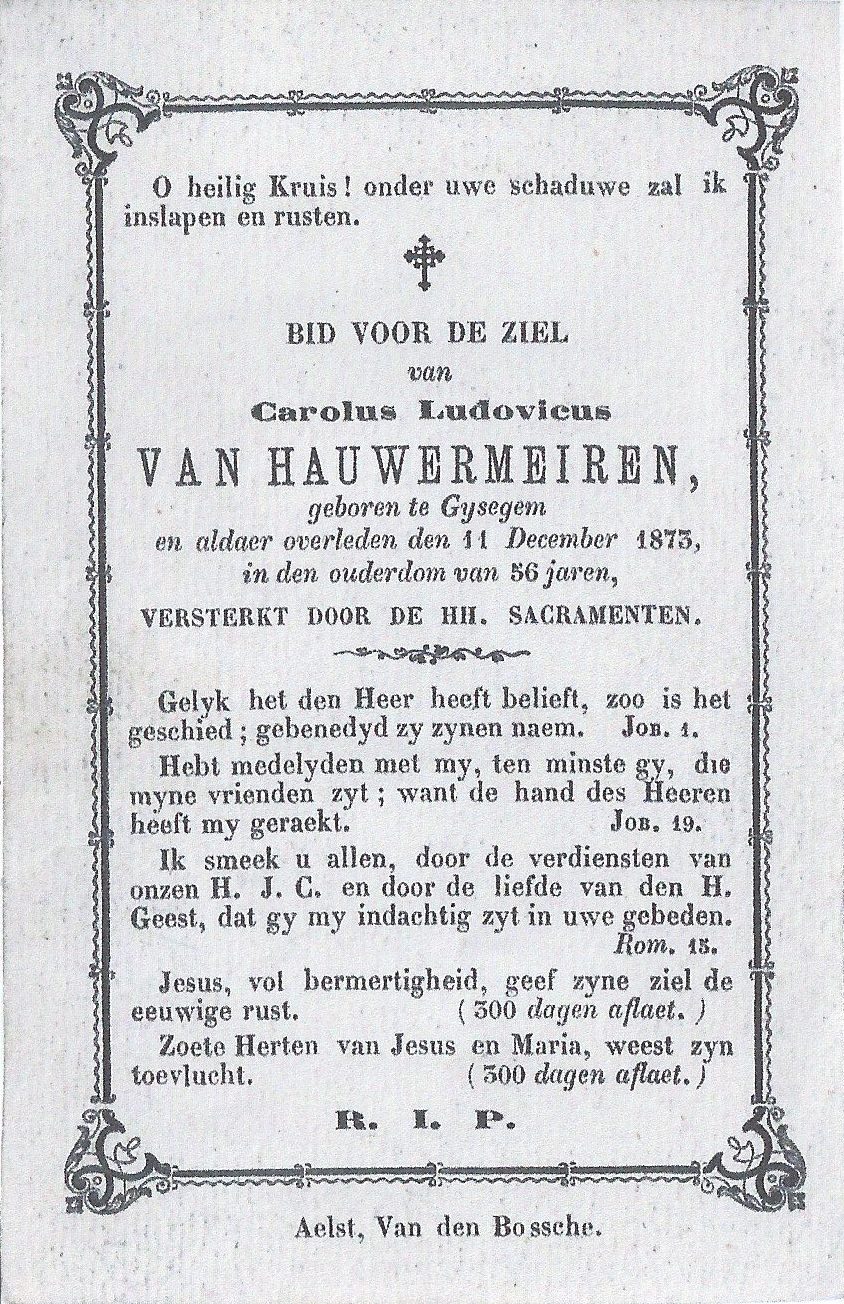 O heilig Kruis! onder uwe schaduwe zal ik
inslapen en rusten.
BID VOOR DE ZIEL
van
Carolus Ludovicus
VAN HAUWERMEIREN,
geboren te Gysegem
en aldaer overleden den 11 December 1873,
in den ouderdom van 56 jaren,
VERSTERKT DOOR DE HH. SACRAMENTEN.
Gelyk het den Heer heeft belieft, zoo is het
geschied; gebenedyd zy zynen naem. JOB. 1.
Hebt medelyden met my, ten minste gy, die
myne vrienden zyt; want de hand des Heeren
heeft my geraekt. JOB. 19.
Ik smeek u allen, door de verdiensten van
onzen H. J. C. en door de liefde van den H.
Geest, dat gy my indachtig zyt in uwe gebeden.
Rom. 15.
Jesus, vol bermertigheid, geef zyne ziel de
eeuwige rust. (300 dagen aflaet.)
Zoete Herten van Jesus en Maria, weest zyn
toevlucht. (300 dagen aflaet.)
R. I. P.
Aelst, Van den Bossche.